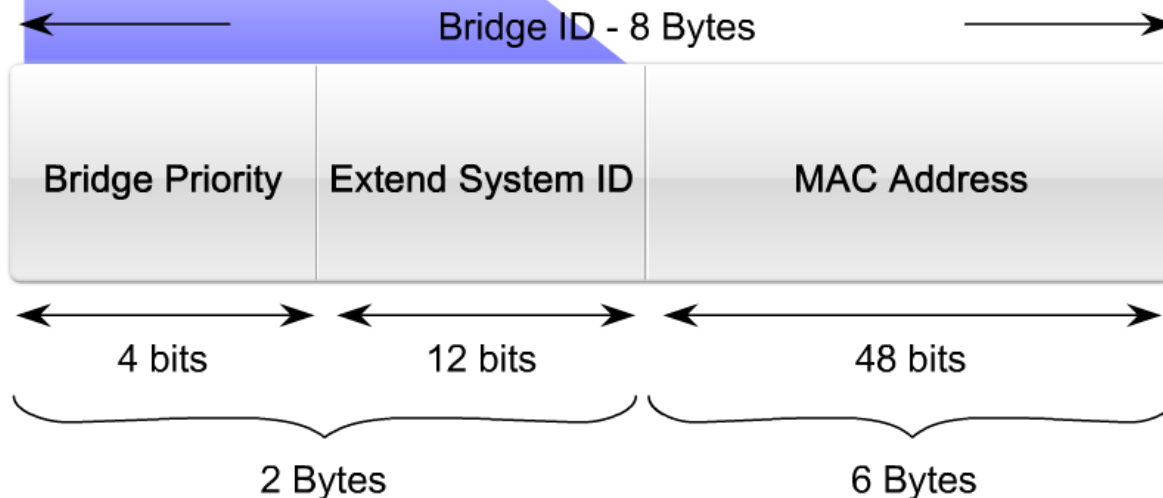 Bridge ID - 8 Bytes
Bridge Priority Extend System ID MAC Address
4 bits 12 bits 48 bits
2 Bytes 6 Bytes